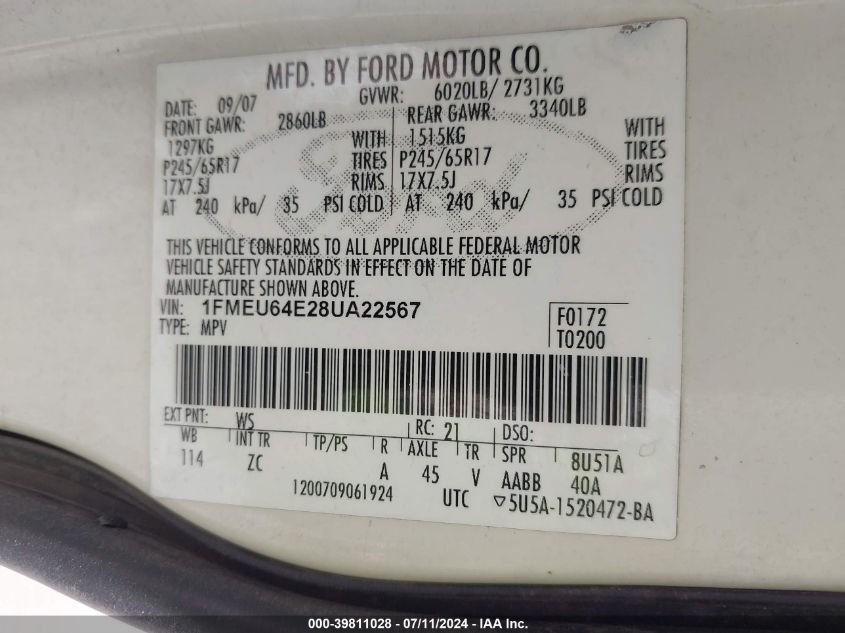 MFD. BY FORD MOTOR CO.
DATE: 09/07 GVWR: 6020LB/ 2731KG
FRONT GAWR: 2860LB REAR GAWR: 3340LB
1297KG WITH 1515KG WITH
P245/65R17 TIRES P245/65R17 TIRES
17X7.5J RIMS 17X7.5J RIMS
AT 240 kPa/ 35 PSI COLD AT 240 kPa/ 35 PSI COLD
THIS VEHICLE CONFORMS TO ALL APPLICABLE FEDERAL MOTOR
VEHICLE SAFETY STANDARDS IN EFFECT ON THE DATE OF
MANUFACTURE SHOWN ABOVE.
VIN: 1FMEU64E28UA22567 F0172
TYPE: MPV T0200
EXT PNT: WS RC: 21 DSO:
WB INT TR TP/PS R AXLE TR SPR 8U51A
114 ZC A 45 V AABB 40A
1200709061924 UTC ▽5U5A-1520472-BA
Ford
000-39811028 - 07/11/2024 - IAA Inc.